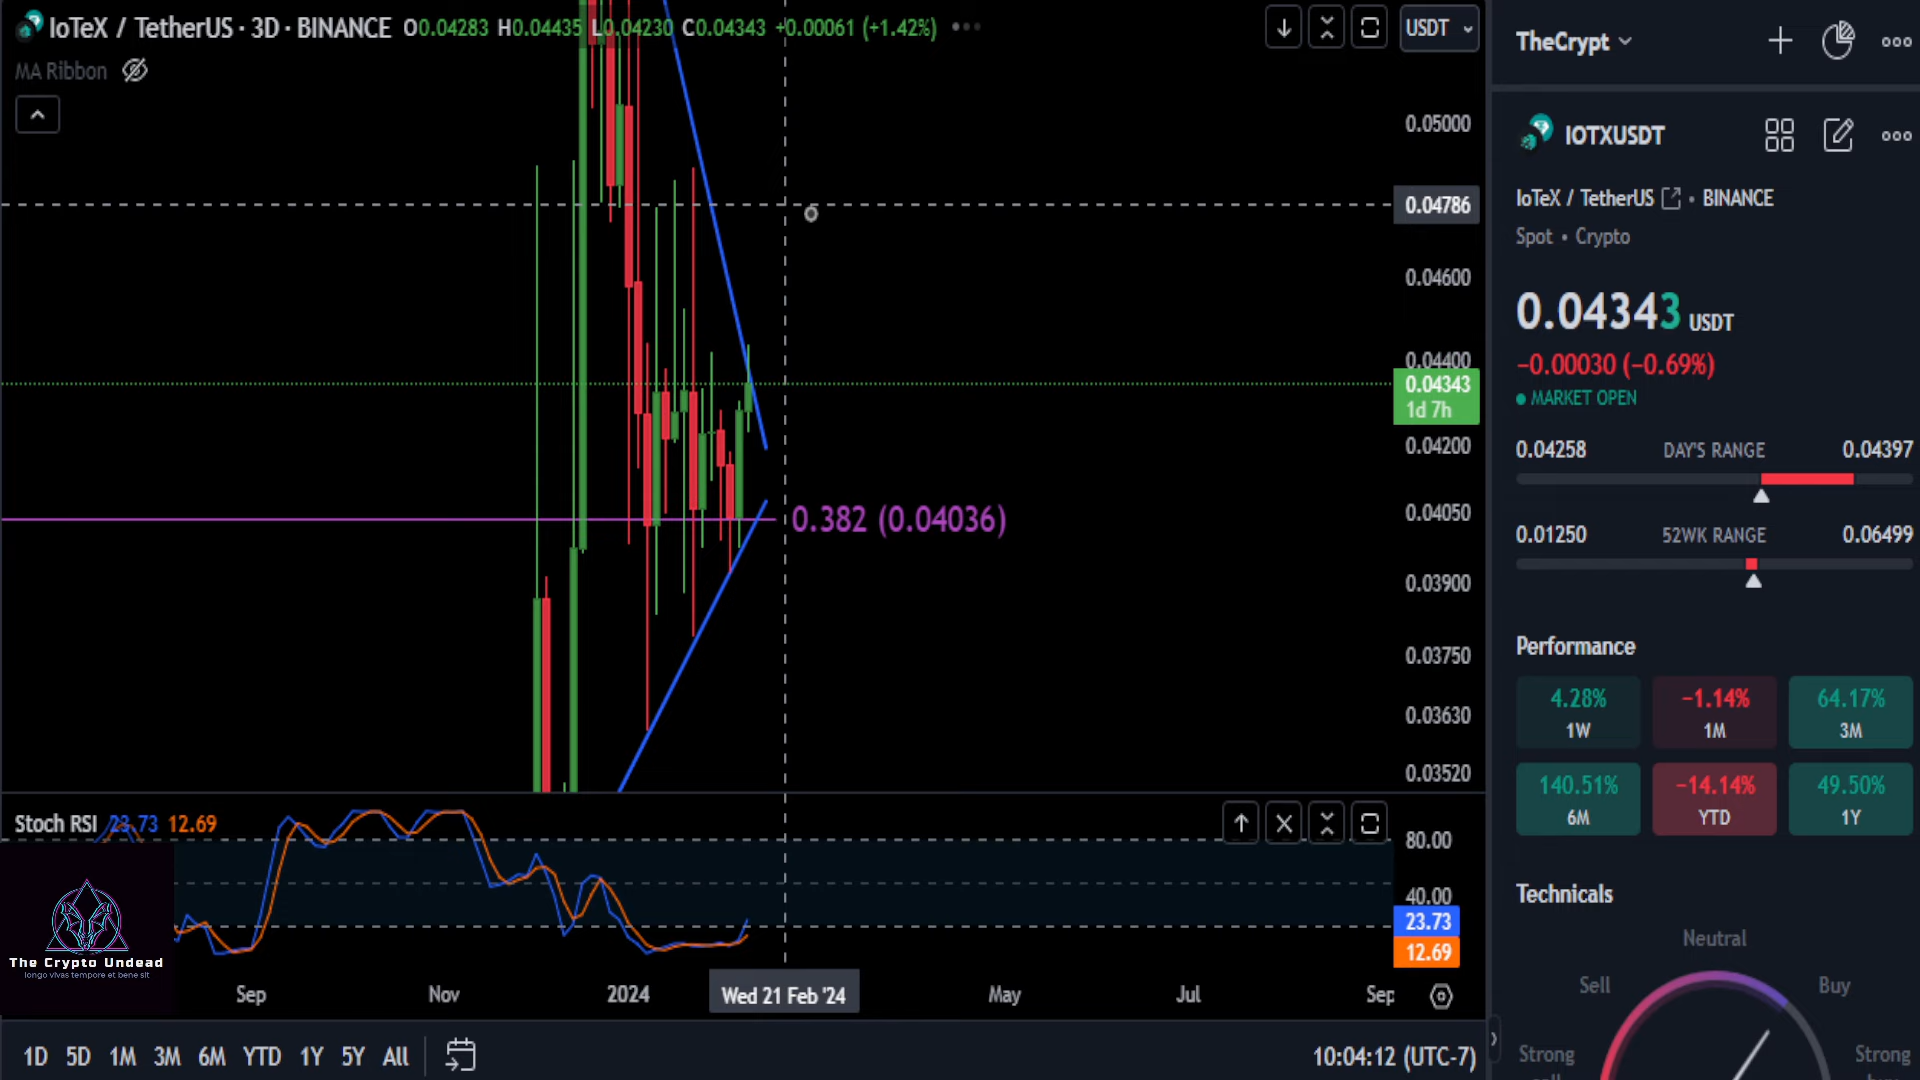 IoTeX / TetherUS · 3D · BINANCE O0.04283 H0.04435 L0.04230 C0.04343 +0.00061 (+1.42%)
MA Ribbon
USDT
0.05000
0.04786
0.04600
0.04400
0.04343
1d 7h
0.04200
0.382 (0.04036)
0.04050
0.03900
0.03750
0.03630
0.03520
Stoch RSI 23.73 12.69
80.00
40.00
23.73
12.69
The Crypto Undead
longo vivas tempore et bene sit
Sep Nov 2024 Wed 21 Feb '24 May Jul Sep
1D 5D 1M 3M 6M YTD 1Y 5Y All
10:04:12 (UTC-7)
TheCrypt
IOTXUSDT
IoTeX / TetherUS · BINANCE
Spot • Crypto
0.04343 USDT
−0.00030 (−0.69%)
MARKET OPEN
0.04258 DAY'S RANGE 0.04397
0.01250 52WK RANGE 0.06499
Performance
4.28% −1.14% 64.17%
1W 1M 3M
140.51% −14.14% 49.50%
6M YTD 1Y
Technicals
Neutral
Sell Buy
Strong Strong